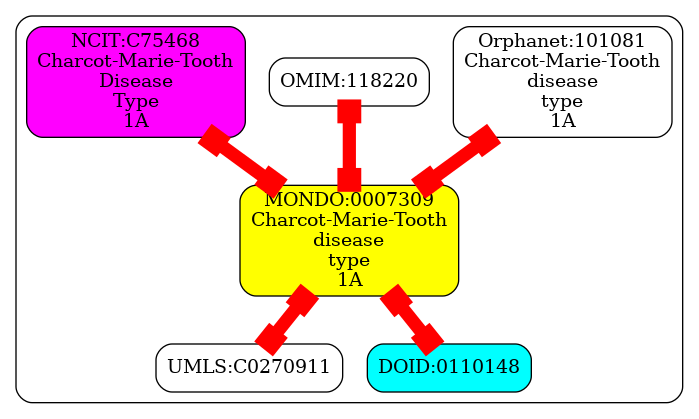 NCIT:C75468
Charcot-Marie-Tooth
Disease
Type
1A
OMIM:118220
Orphanet:101081
Charcot-Marie-Tooth
disease
type
1A
MONDO:0007309
Charcot-Marie-Tooth
disease
type
1A
UMLS:C0270911
DOID:0110148